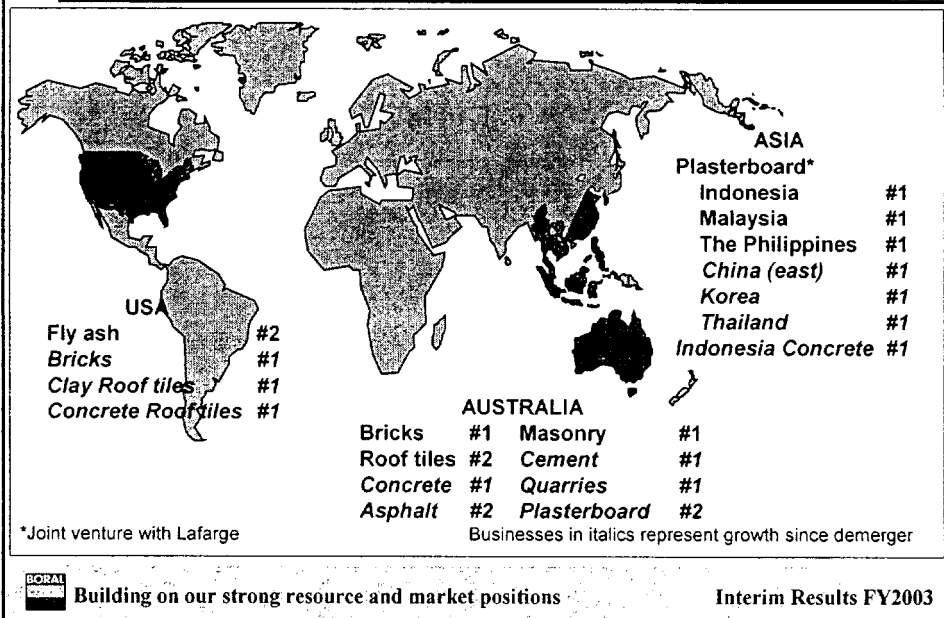 ASIA
Plasterboard*
Indonesia #1
Malaysia #1
The Philippines #1
China (east) #1
Korea #1
Thailand #1
Indonesia Concrete #1
USA
Fly ash #2
Bricks #1
Clay Roof tiles #1
Concrete Roof tiles #1
AUSTRALIA
Bricks #1 Masonry #1
Roof tiles #2 Cement #1
Concrete #1 Quarries #1
Asphalt #2 Plasterboard #2
*Joint venture with Lafarge
Businesses in italics represent growth since demerger
BORAL
Building on our strong resource and market positions
Interim Results FY2003